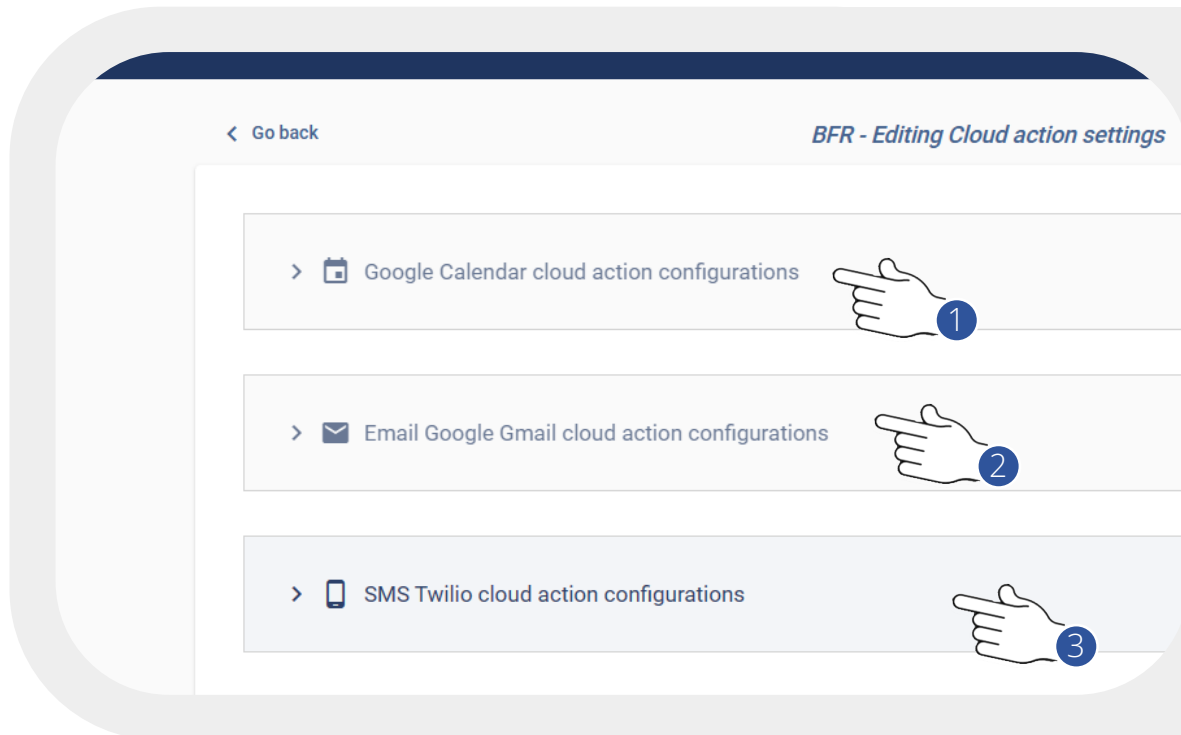 Go back
BFR - Editing Cloud action settings
Google Calendar cloud action configurations
1
Email Google Gmail cloud action configurations
2
SMS Twilio cloud action configurations
3